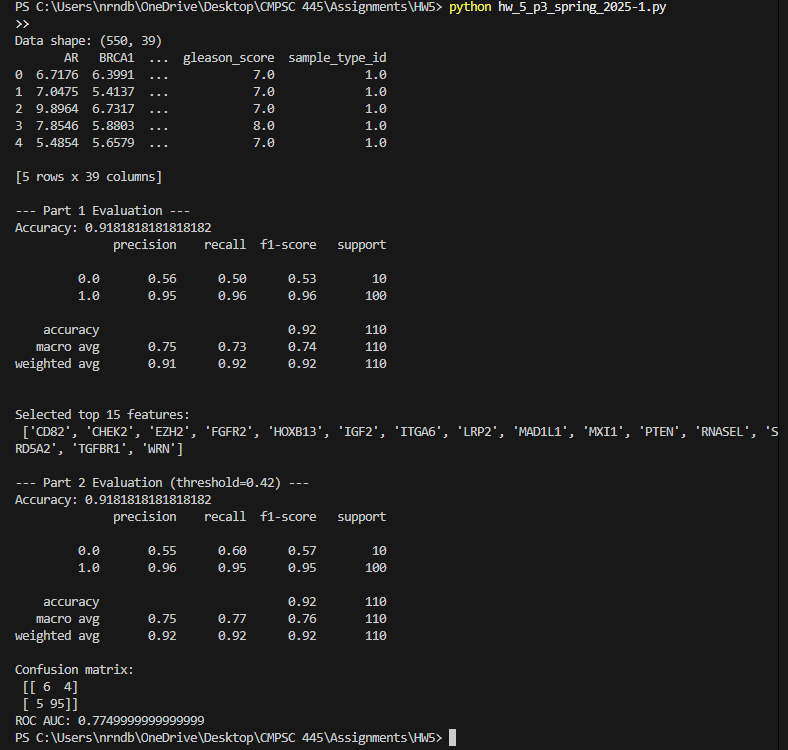 PS C:\Users\nrndb\OneDrive\Desktop\CMPSC 445\Assignments\HW5> python hw_5_p3_spring_2025-1.py
>>
Data shape: (550, 39)
AR BRCA1 ... gleason_score sample_type_id
0 6.7176 6.3991 ... 7.0 1.0
1 7.0475 5.4137 ... 7.0 1.0
2 9.8964 6.7317 ... 7.0 1.0
3 7.8546 5.8803 ... 8.0 1.0
4 5.4854 5.6579 ... 7.0 1.0
[5 rows x 39 columns]
--- Part 1 Evaluation ---
Accuracy: 0.9181818181818182
precision recall f1-score support
0.0 0.56 0.50 0.53 10
1.0 0.95 0.96 0.96 100
accuracy 0.92 110
macro avg 0.75 0.73 0.74 110
weighted avg 0.91 0.92 0.92 110
Selected top 15 features:
['CD82', 'CHEK2', 'EZH2', 'FGFR2', 'HOXB13', 'IGF2', 'ITGA6', 'LRP2', 'MAD1L1', 'MXI1', 'PTEN', 'RNASEL', 'S
RD5A2', 'TGFBR1', 'WRN']
--- Part 2 Evaluation (threshold=0.42) ---
Accuracy: 0.9181818181818182
precision recall f1-score support
0.0 0.55 0.60 0.57 10
1.0 0.96 0.95 0.95 100
accuracy 0.92 110
macro avg 0.75 0.77 0.76 110
weighted avg 0.92 0.92 0.92 110
Confusion matrix:
[[ 6 4]
[ 5 95]]
ROC AUC: 0.7749999999999999
PS C:\Users\nrndb\OneDrive\Desktop\CMPSC 445\Assignments\HW5>